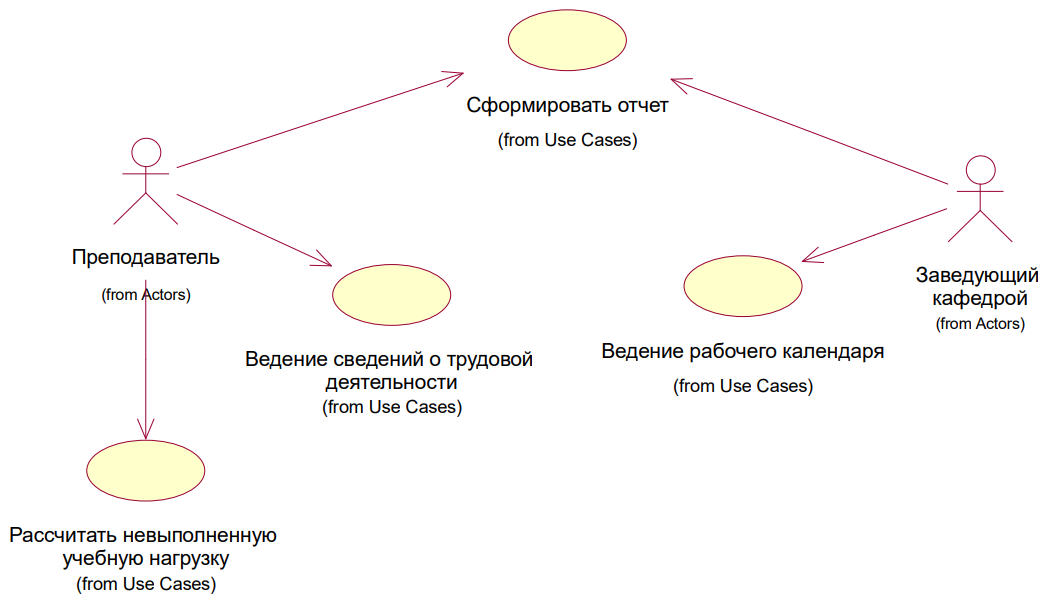 Сформировать отчет
(from Use Cases)
Преподаватель
(from Actors)
Заведующий
кафедрой
(from Actors)
Ведение сведений о трудовой
деятельности
(from Use Cases)
Ведение рабочего календаря
(from Use Cases)
Рассчитать невыполненную
учебную нагрузку
(from Use Cases)